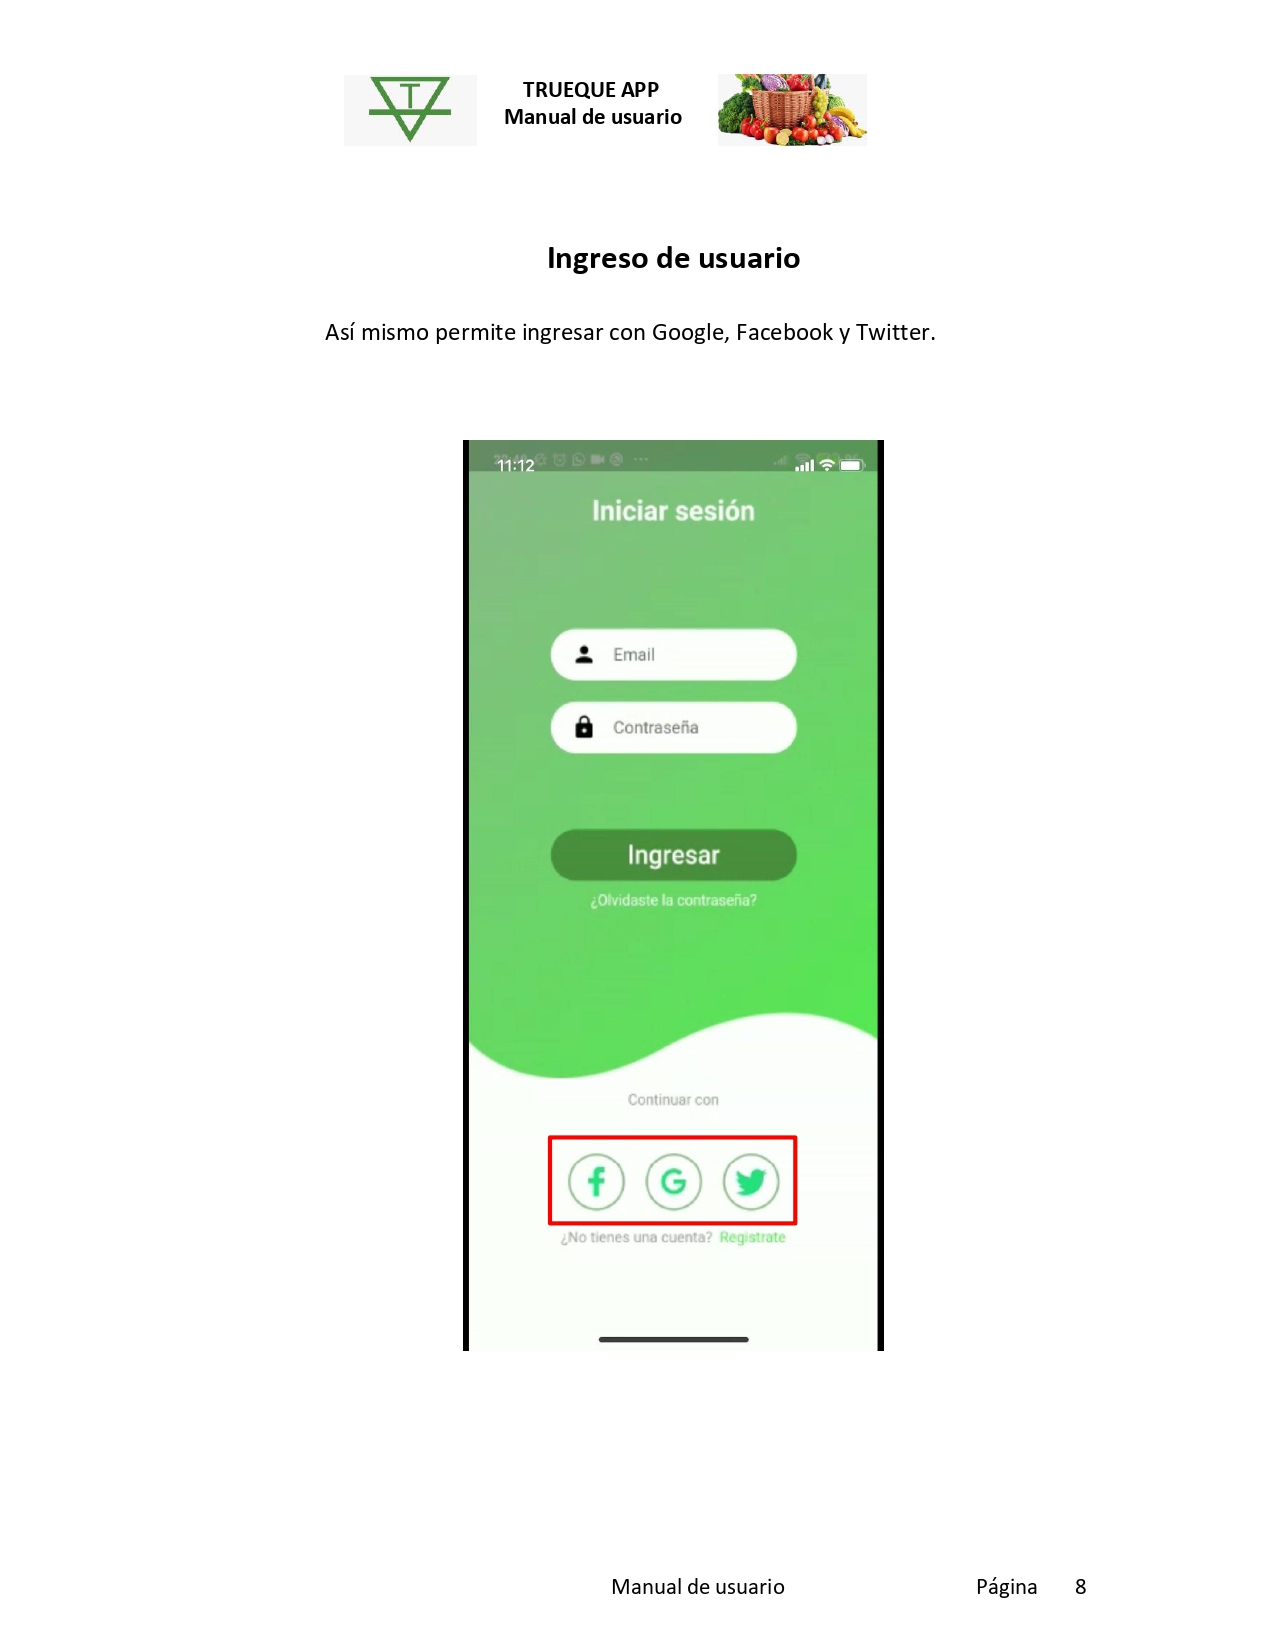 T
TRUEQUE APP
Manual de usuario
Ingreso de usuario
Así mismo permite ingresar con Google, Facebook y Twitter.
11:12
Iniciar sesión
Email
Contraseña
Ingresar
¿Olvidaste la contraseña?
Continuar con
f G
¿No tienes una cuenta? Registrate
Manual de usuario Página 8